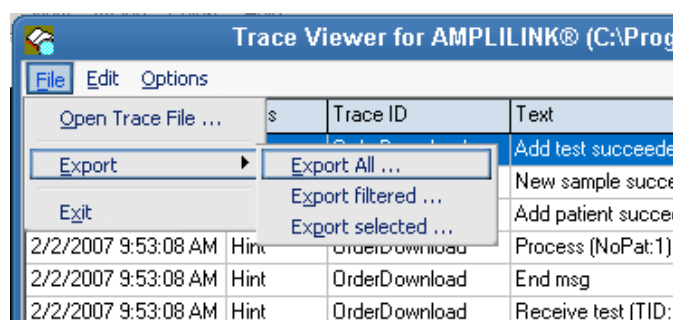 Trace Viewer for AMPLILINK® (C:\Prog
File Edit Options
Open Trace File ... s Trace ID Text
Add test succeede
Export Export All ...
New sample succe
Export filtered ...
Exit Add patient succee
Export selected ...
2/2/2007 9:53:08 AM Hint OrderDownload Process (NoPat:1)
2/2/2007 9:53:08 AM Hint OrderDownload End msg
2/2/2007 9:53:08 AM Hint OrderDownload Receive test (TID: